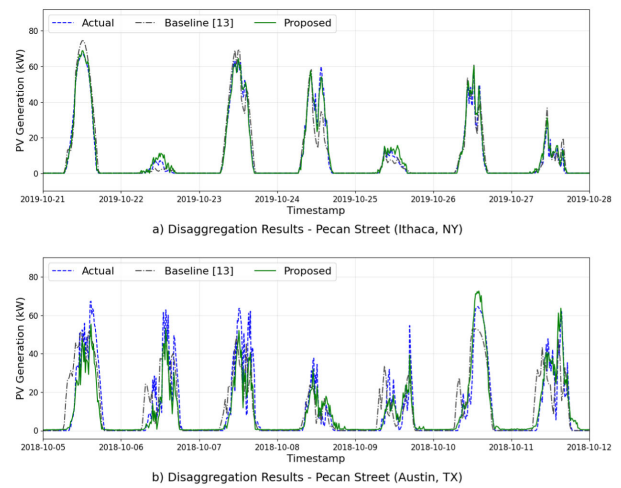 Actual Baseline [13] Proposed
PV Generation (kW)
80
60
40
20
0
2019-10-21 2019-10-22 2019-10-23 2019-10-24 2019-10-25 2019-10-26 2019-10-27 2019-10-28
Timestamp
a) Disaggregation Results - Pecan Street (Ithaca, NY)
Actual Baseline [13] Proposed
PV Generation (kW)
80
60
40
20
0
2018-10-05 2018-10-06 2018-10-07 2018-10-08 2018-10-09 2018-10-10 2018-10-11 2018-10-12
Timestamp
b) Disaggregation Results - Pecan Street (Austin, TX)